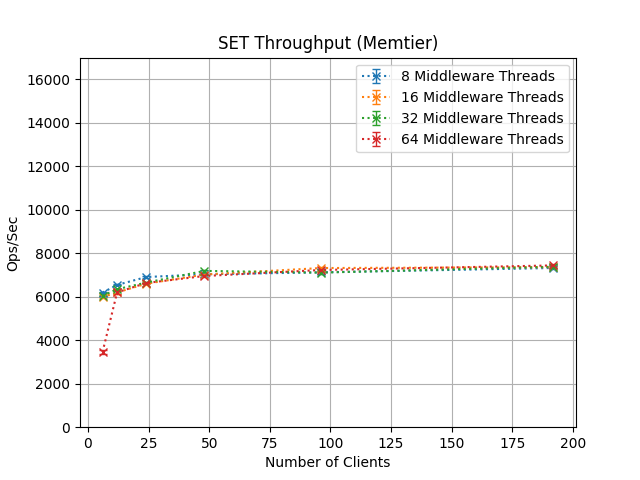 SET Throughput (Memtier)
8 Middleware Threads
16 Middleware Threads
32 Middleware Threads
64 Middleware Threads
16000
14000
12000
10000
8000
6000
4000
2000
0
Ops/Sec
0 25 50 75 100 125 150 175 200
Number of Clients